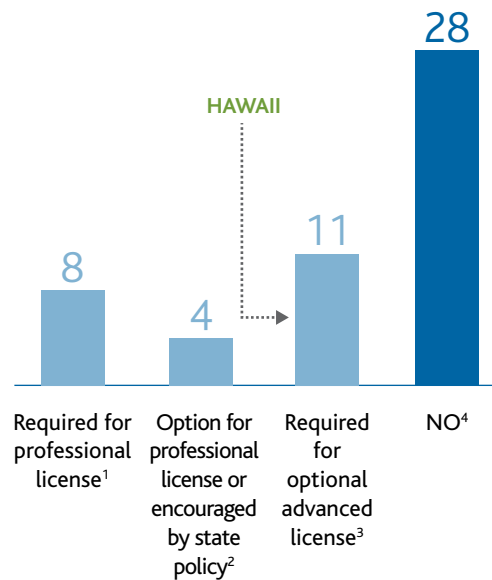 28
HAWAII
11
8
4
Required for
professional
license¹
Option for
professional
license or
encouraged
by state
policy²
Required
for
optional
advanced
license³
NO⁴